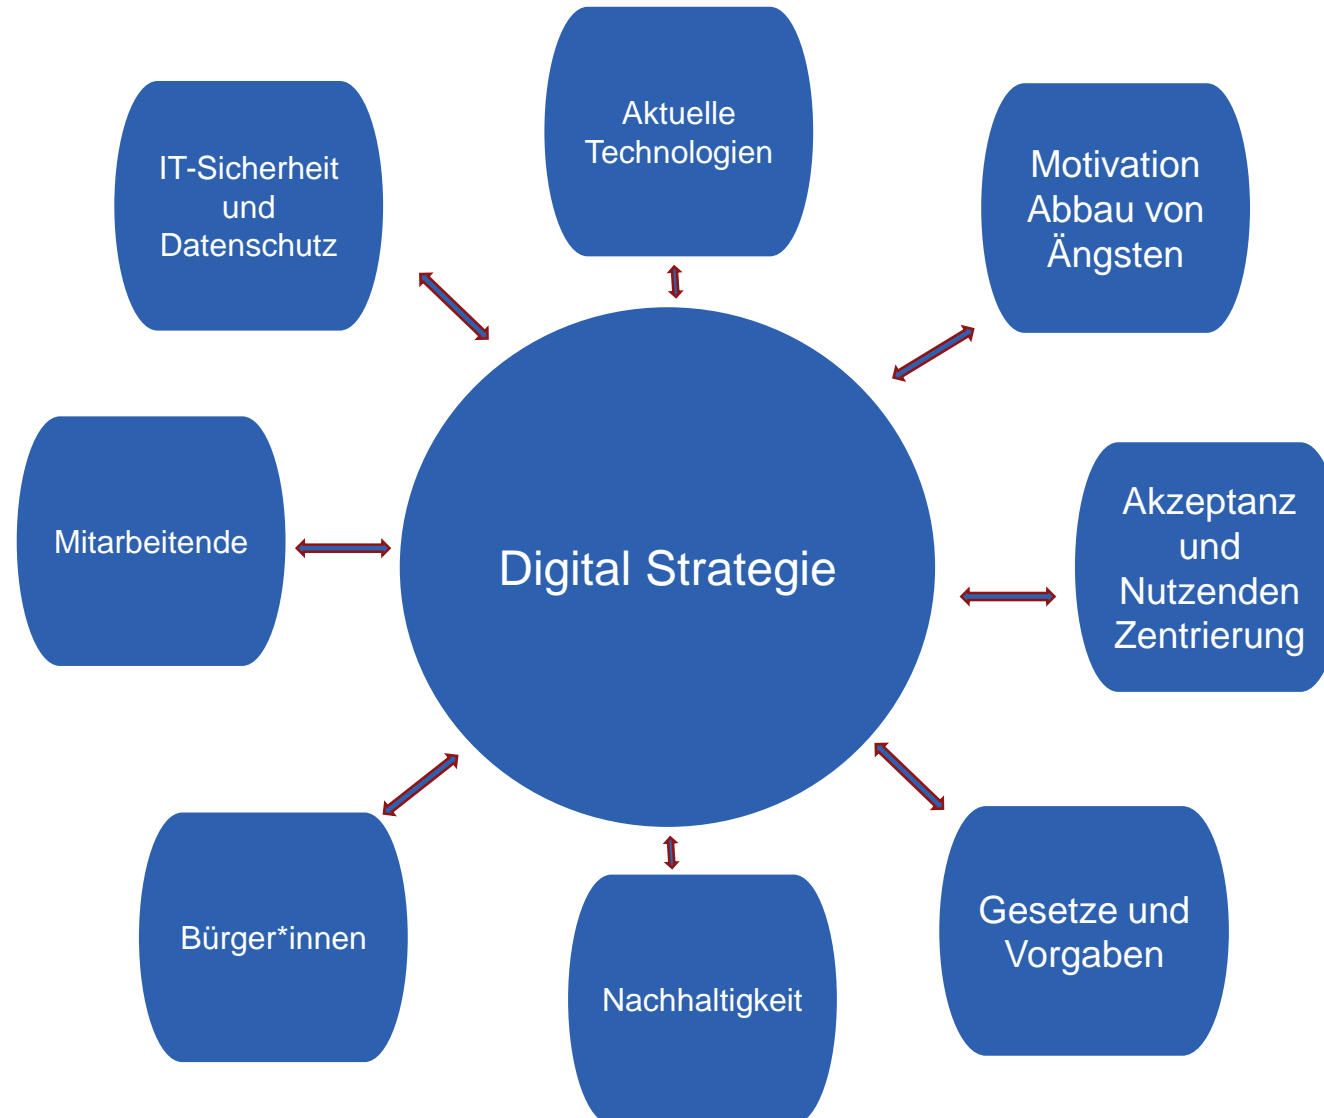 Aktuelle
Technologien
IT-Sicherheit
und
Datenschutz
Motivation
Abbau von
Ängsten
Mitarbeitende
Digital Strategie
Akzeptanz
und
Nutzenden
Zentrierung
Bürger*innen
Nachhaltigkeit
Gesetze und
Vorgaben